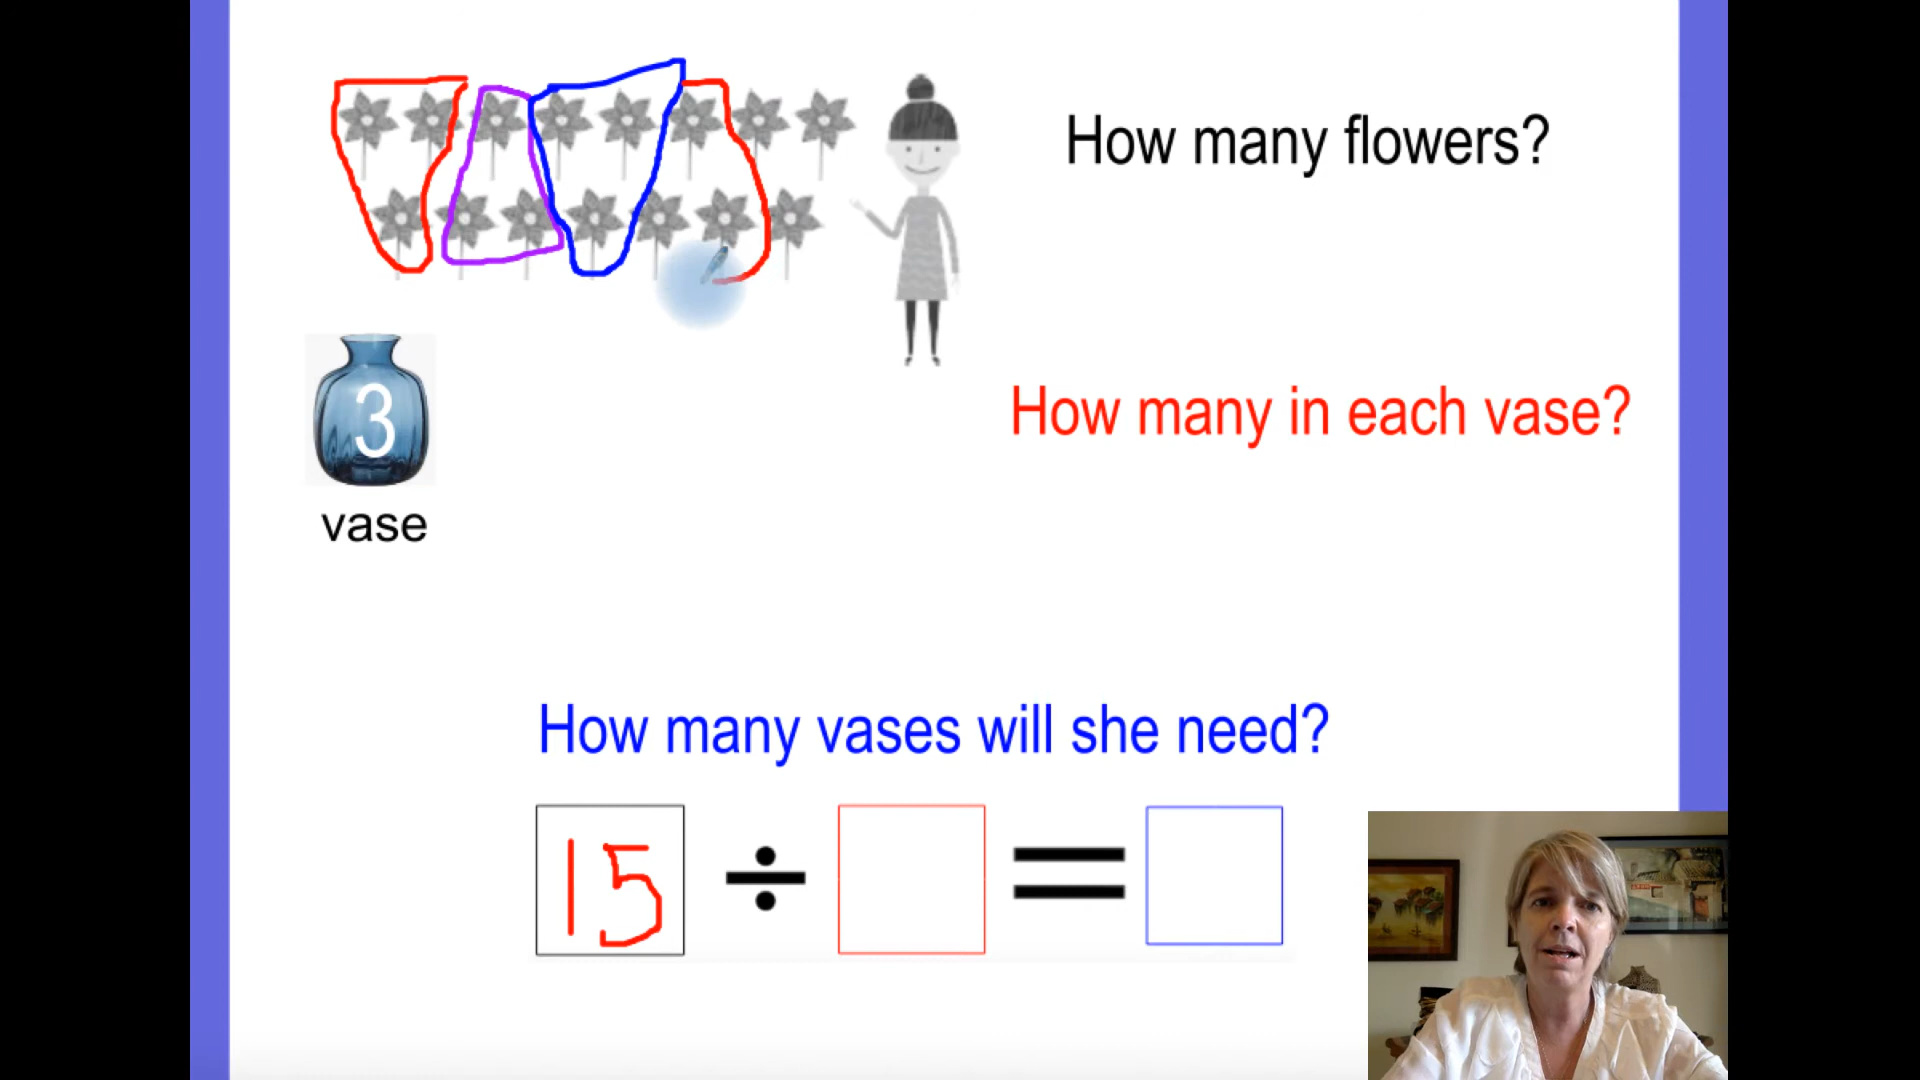 How many flowers?
3
vase
How many in each vase?
How many vases will she need?
15 ÷ =